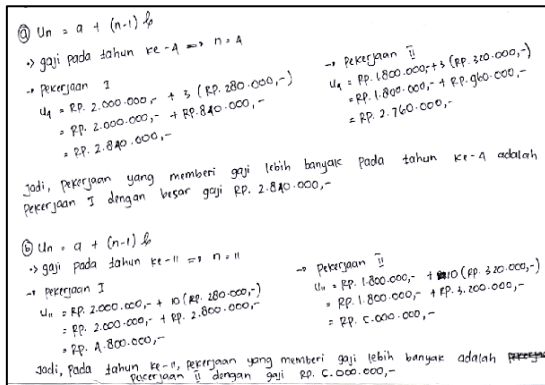 (a) Un = a + (n-1) b
•> gaji pada tahun ke-4 => n = 4
→ Pekerjaan I
U4 = RP. 2.000.000,- + 3 (RP. 280.000,-)
= RP. 2.000.000,- + RP. 840.000,-
= RP. 2.840.000,-
→ Pekerjaan II
U4 = RP. 1.800.000,- + 3 (RP. 320.000,-)
= RP. 1.800.000,- + RP. 960.000,-
= RP. 2.760.000,-
Jadi, pekerjaan yang memberi gaji lebih banyak pada tahun ke-4 adalah
pekerjaan I dengan besar gaji RP. 2.840.000,-
(b) Un = a + (n-1) b
•> gaji pada tahun ke-11 => n = 11
→ Pekerjaan I
U11 = RP. 2.000.000,- + 10 (RP. 280.000,-)
= RP. 2.000.000,- + RP. 2.800.000,-
= RP. 4.800.000,-
→ Pekerjaan II
U11 = RP. 1.800.000,- + 10 (RP. 320.000,-)
= RP. 1.800.000,- + RP. 3.200.000,-
= RP. 5.000.000,-
Jadi, pada tahun ke-11, pekerjaan yang memberi gaji lebih banyak adalah
pekerjaan II dengan gaji RP. 5.000.000,-